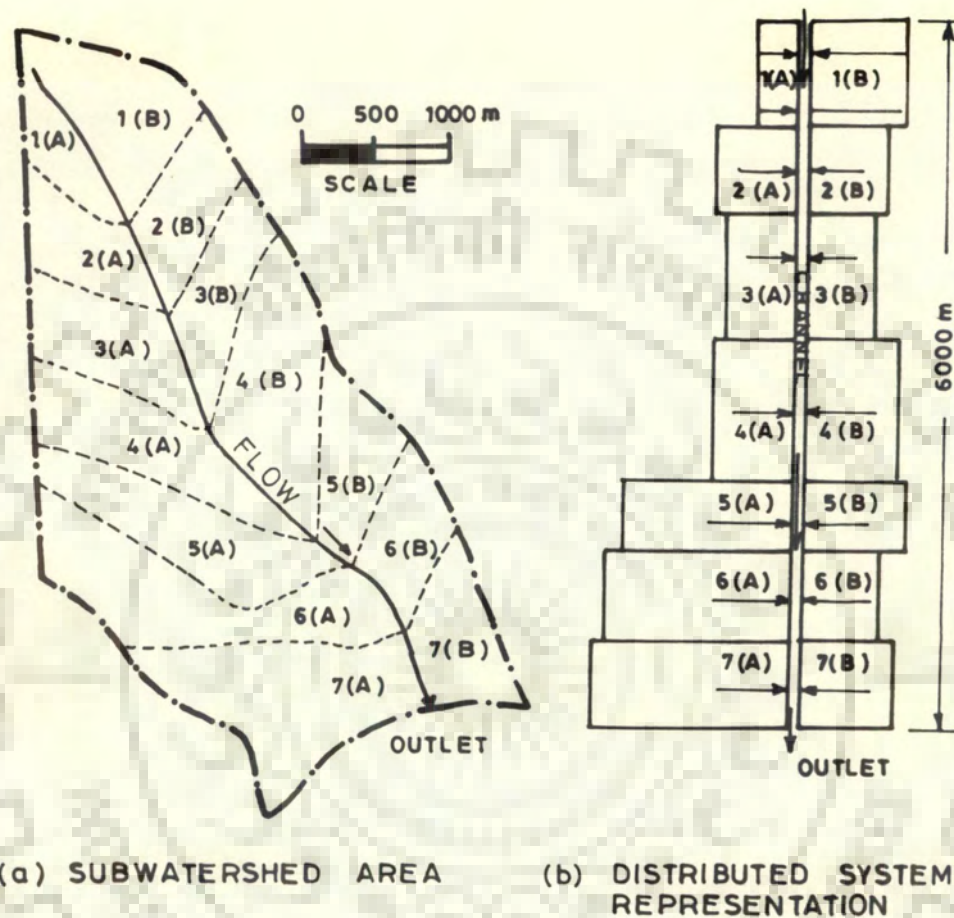 1(A)
1(B)
2(A)
2(B)
3(A)
3(B)
4(A)
4(B)
5(A)
5(B)
6(A)
6(B)
7(A)
7(B)
FLOW
OUTLET
0 500 1000 m
SCALE
(a) SUBWATERSHED AREA
1(A) 1(B)
2(A) 2(B)
3(A) 3(B)
CHANNEL
4(A) 4(B)
5(A) 5(B)
6(A) 6(B)
7(A) 7(B)
6000 m
OUTLET
(b) DISTRIBUTED SYSTEM
REPRESENTATION